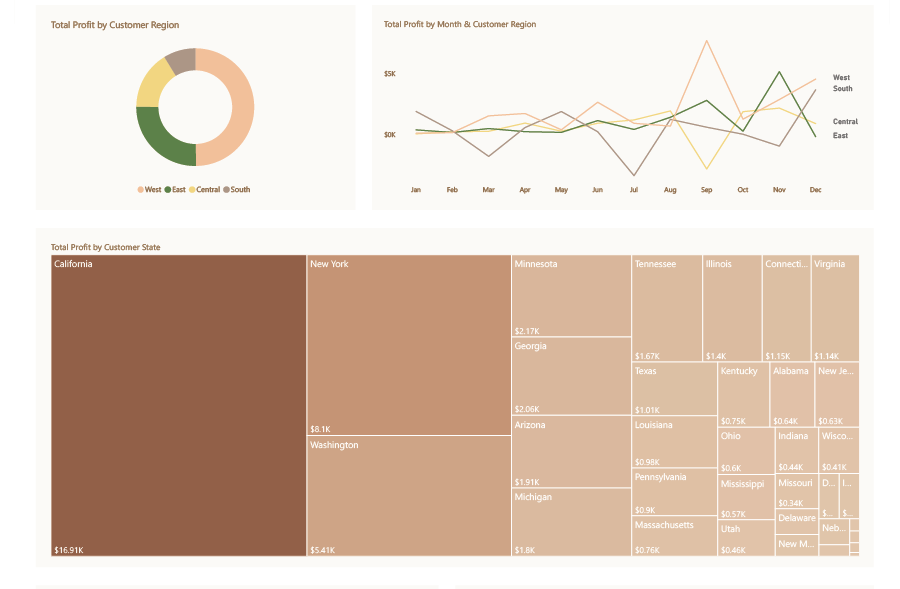 Total Profit by Customer Region
West East Central South
Total Profit by Month & Customer Region
$5K
$0K
West
South
Central
East
Jan Feb Mar Apr May Jun Jul Aug Sep Oct Nov Dec
Total Profit by Customer State
California
$16.91K
New York
$8.1K
Washington
$5.41K
Minnesota
$2.17K
Georgia
$2.06K
Arizona
$1.91K
Michigan
$1.8K
Tennessee
$1.67K
Illinois
$1.4K
Connecti...
$1.15K
Virginia
$1.14K
Texas
$1.01K
Louisiana
$0.98K
Pennsylvania
$0.9K
Massachusetts
$0.76K
Kentucky
$0.75K
Alabama
$0.64K
New Je...
$0.63K
Ohio
$0.6K
Mississippi
$0.57K
Utah
$0.46K
Indiana
$0.44K
Wisco...
$0.41K
Missouri
$0.34K
Delaware
New M...
D...
$...
I...
$...
Neb...